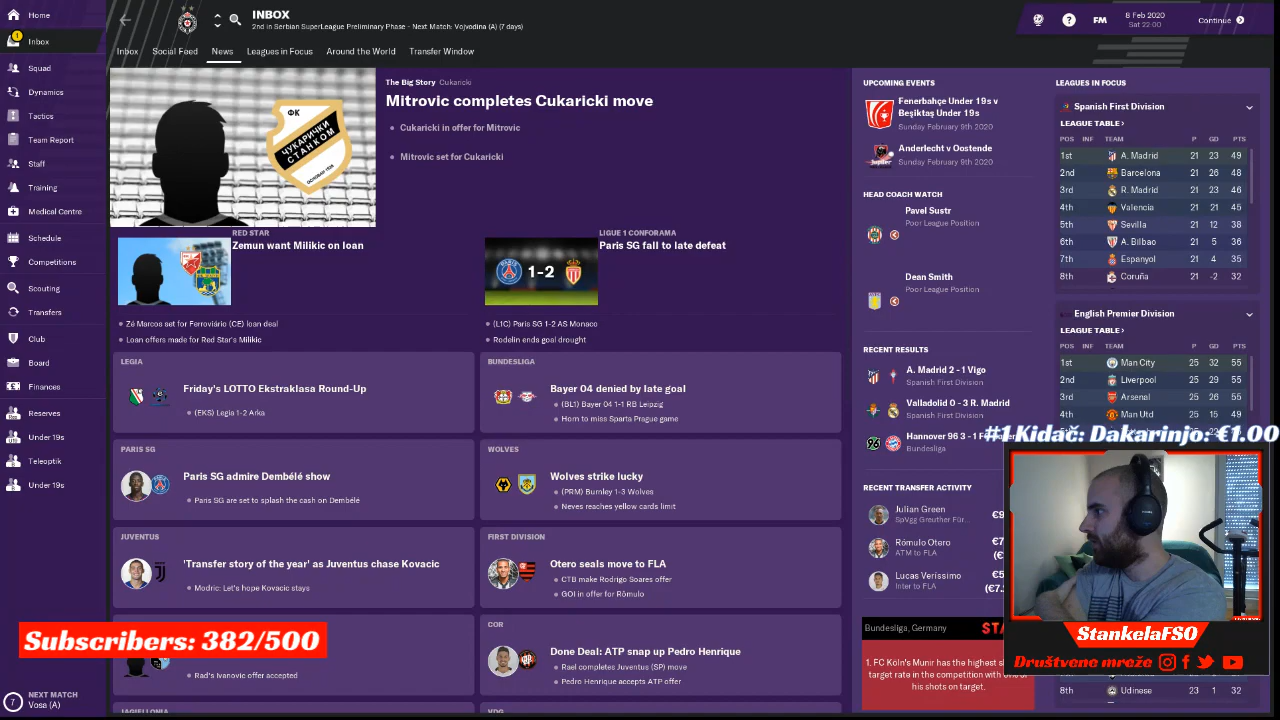 Home
Inbox
Squad
Dynamics
Tactics
Team Report
Staff
Training
Medical Centre
Schedule
Competitions
Scouting
Transfers
Club
Board
Finances
Reserves
Under 19s
Teleoptik
Under 19s
NEXT MATCH
Vosa (A)
1
7
INBOX
2nd in Serbian SuperLeague Preliminary Phase - Next Match: Vojvodina (A) (7 days)
?
FM
8 Feb 2020
Sat 22:00
Continue
Inbox Social Feed News Leagues in Focus Around the World Transfer Window
ФК
ЧУКАРИЧКИ
СТАНКОМ
The Big Story Cukaricki
Mitrovic completes Cukaricki move
Cukaricki in offer for Mitrovic
Mitrovic set for Cukaricki
RED STAR
Zemun want Milikic on loan
Zé Marcos set for Ferroviário (CE) loan deal
Loan offers made for Red Star's Milikic
LIGUE 1 CONFORAMA
Paris SG fall to late defeat
1-2
(L1C) Paris SG 1-2 AS Monaco
Rodelin ends goal drought
LEGIA
Friday's LOTTO Ekstraklasa Round-Up
(EKS) Legia 1-2 Arka
BUNDESLIGA
Bayer 04 denied by late goal
(BL1) Bayer 04 1-1 RB Leipzig
Horn to miss Sparta Prague game
PARIS SG
Paris SG admire Dembélé show
Paris SG are set to splash the cash on Dembélé
WOLVES
Wolves strike lucky
(PRM) Burnley 1-3 Wolves
Neves reaches yellow cards limit
JUVENTUS
'Transfer story of the year' as Juventus chase Kovacic
Modric: Let's hope Kovacic stays
FIRST DIVISION
Otero seals move to FLA
CTB make Rodrigo Soares offer
GOI in offer for Rômulo
Rad's Ivanovic offer accepted
COR
Done Deal: ATP snap up Pedro Henrique
Rael completes Juventus (SP) move
Pedro Henrique accepts ATP offer
JAGIELLONIA
VDG
UPCOMING EVENTS
Fenerbahçe Under 19s v
Beşiktaş Under 19s
Sunday February 9th 2020
Anderlecht v Oostende
Sunday February 9th 2020
HEAD COACH WATCH
Pavel Sustr
Poor League Position
Dean Smith
Poor League Position
RECENT RESULTS
A. Madrid 2 - 1 Vigo
Spanish First Division
Valladolid 0 - 3 R. Madrid
Spanish First Division
Hannover 96 3 - 1
Bundesliga
RECENT TRANSFER ACTIVITY
Julian Green
SpVgg Greuther Für...
Rómulo Otero
ATM to FLA
Lucas Veríssimo
Inter to FLA
Bundesliga, Germany
1. FC Köln's Munir has the highest
target rate in the competition with
his shots on target.
LEAGUES IN FOCUS
Spanish First Division
LEAGUE TABLE
POS INF TEAM P GD PTS
1st A. Madrid 21 23 49
2nd Barcelona 21 26 48
3rd R. Madrid 21 23 46
4th Valencia 21 21 45
5th Sevilla 21 12 38
6th A. Bilbao 21 5 36
7th Espanyol 21 4 35
8th Coruña 21 -2 32
English Premier Division
LEAGUE TABLE
POS INF TEAM P GD PTS
1st Man City 25 32 55
2nd Liverpool 25 29 55
3rd Arsenal 25 26 55
4th Man Utd 25 15 49
#1 Kidač: Dakarinjo: €1.00
StankelaFSO
Društvene mreže
8th Udinese 23 1 32
Subscribers: 382/500